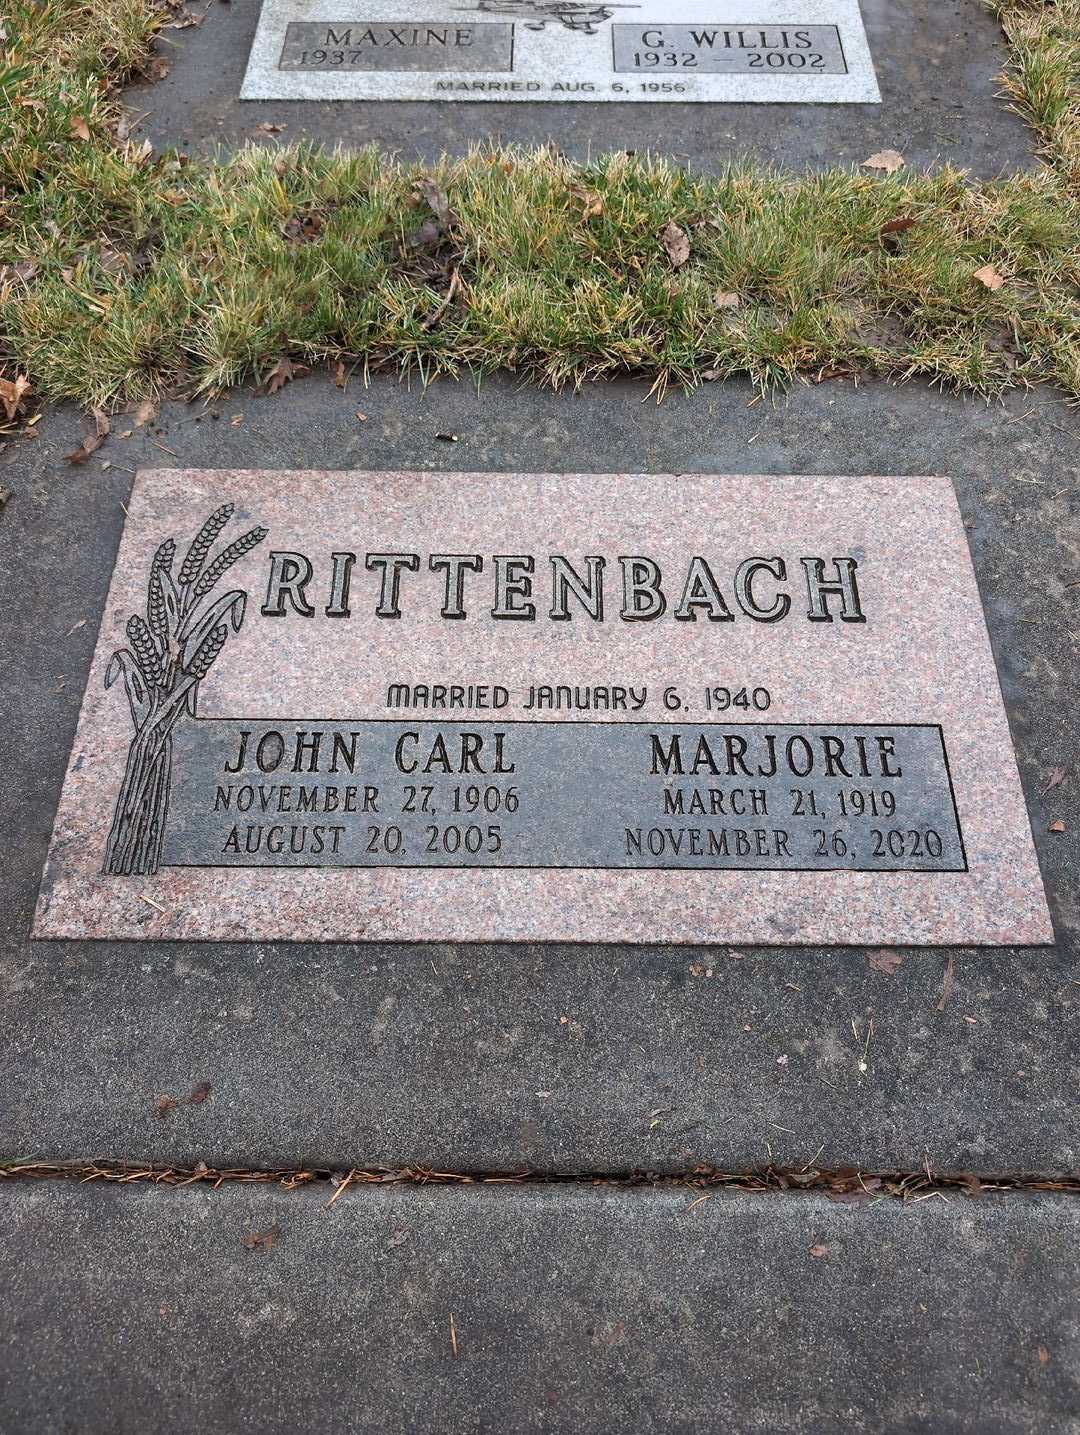 MAXINE
1937
G. WILLIS
1932 – 2002
MARRIED AUG. 6, 1956
RITTENBACH
MARRIED JANUARY 6, 1940
JOHN CARL
NOVEMBER 27, 1906
AUGUST 20, 2005
MARJORIE
MARCH 21, 1919
NOVEMBER 26, 2020